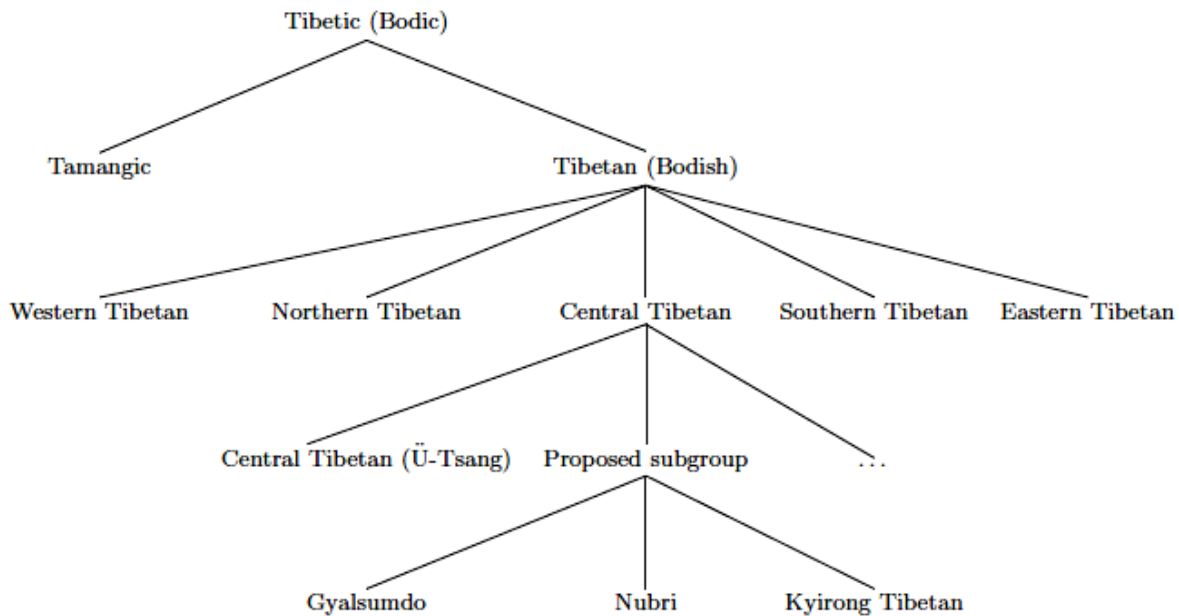 Tibetic (Bodic)
Tamangic
Tibetan (Bodish)
Western Tibetan
Northern Tibetan
Central Tibetan
Southern Tibetan
Eastern Tibetan
Central Tibetan (Ü-Tsang)
Proposed subgroup
...
Gyalsumdo
Nubri
Kyirong Tibetan